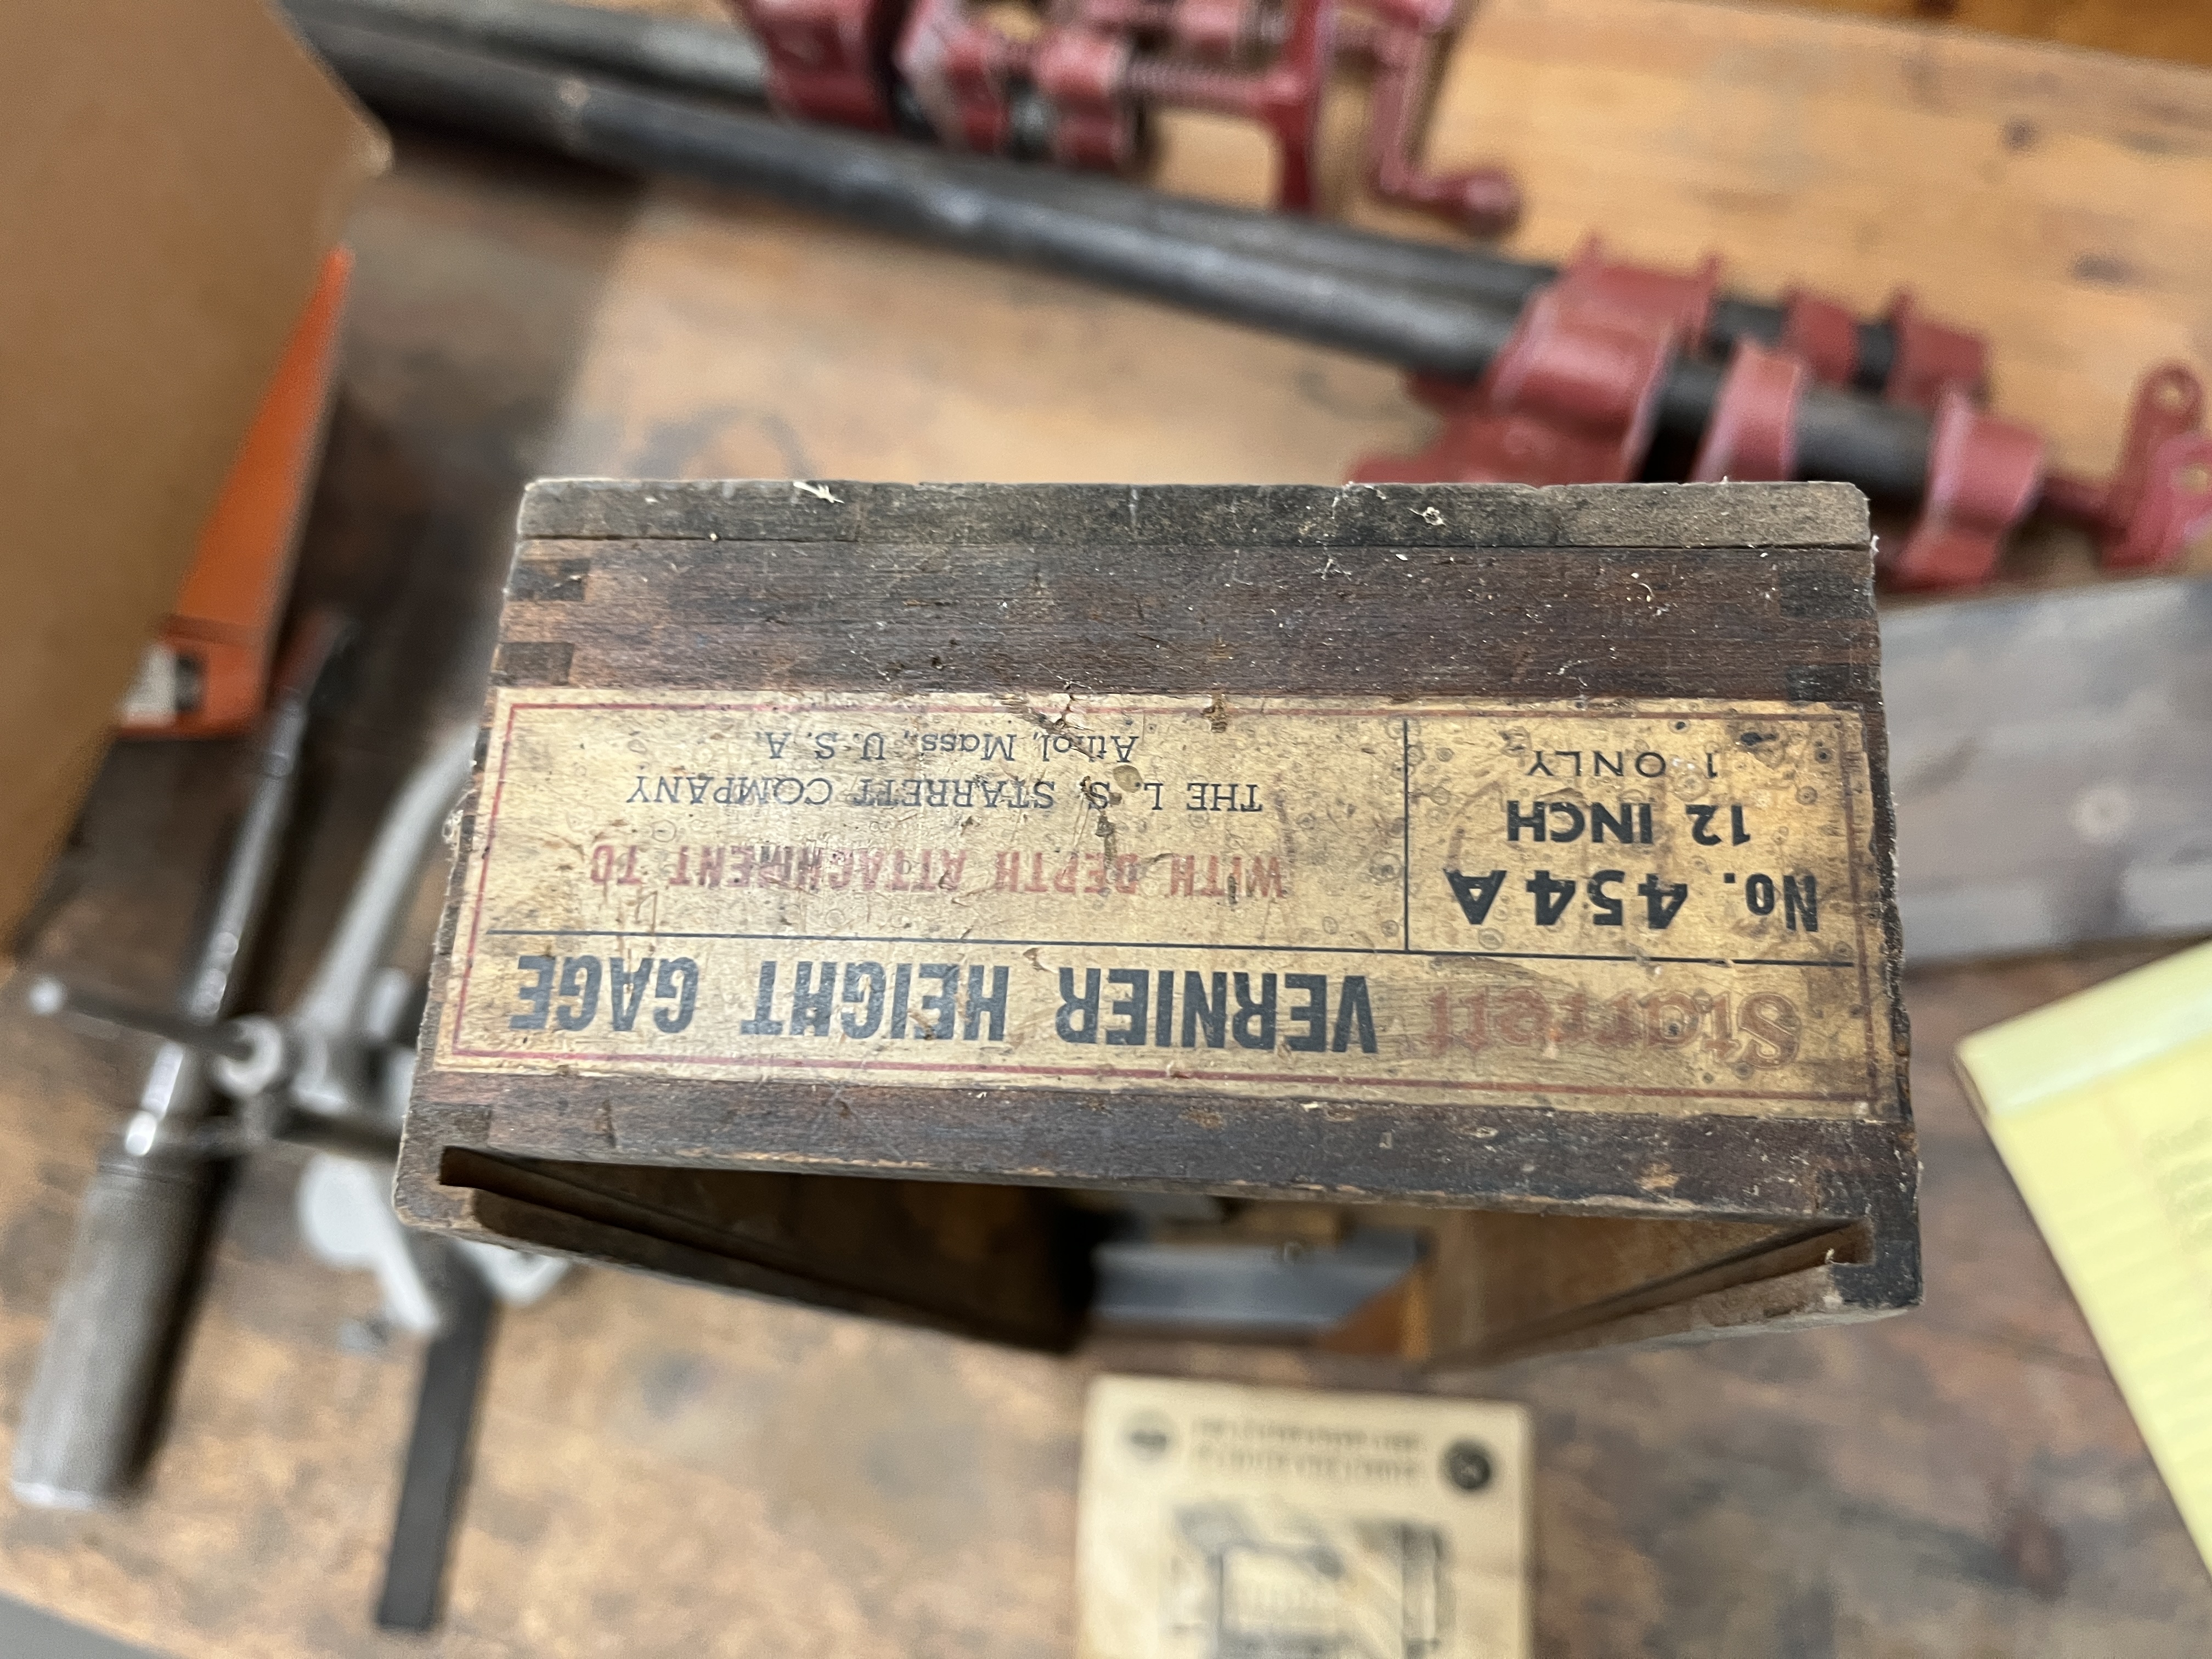 Starrett VERNIER HEIGHT GAGE
No. 454A
12 INCH
1 ONLY
WITH DEPTH ATTACHMENT TO
THE L. S. STARRETT COMPANY
Athol, Mass., U. S. A.